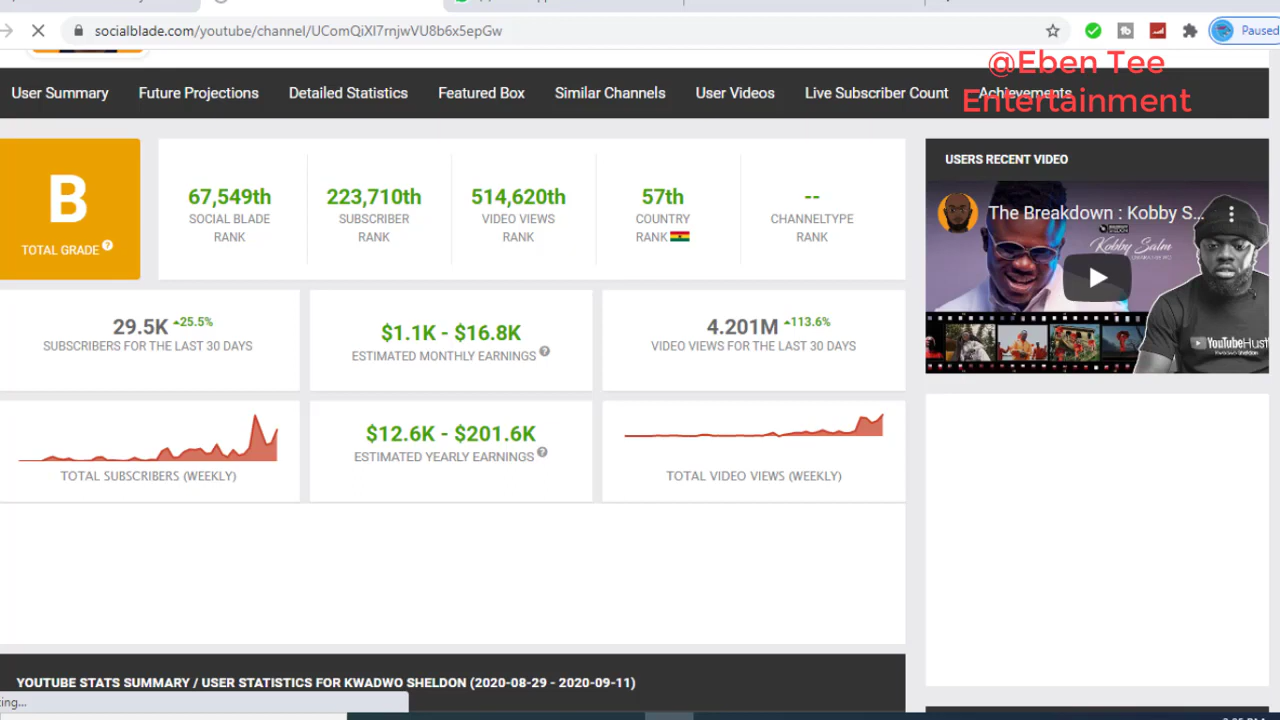 socialblade.com/youtube/channel/UComQiXI7rnjwVU8b6x5epGw
Paused
@Eben Tee
Entertainment
User Summary
Future Projections
Detailed Statistics
Featured Box
Similar Channels
User Videos
Live Subscriber Count
Achievements
B
TOTAL GRADE
67,549th
SOCIAL BLADE
RANK
223,710th
SUBSCRIBER
RANK
514,620th
VIDEO VIEWS
RANK
57th
COUNTRY
RANK
--
CHANNELTYPE
RANK
29.5K 25.5%
SUBSCRIBERS FOR THE LAST 30 DAYS
$1.1K - $16.8K
ESTIMATED MONTHLY EARNINGS
4.201M 113.6%
VIDEO VIEWS FOR THE LAST 30 DAYS
TOTAL SUBSCRIBERS (WEEKLY)
$12.6K - $201.6K
ESTIMATED YEARLY EARNINGS
TOTAL VIDEO VIEWS (WEEKLY)
USERS RECENT VIDEO
The Breakdown : Kobby S...
Kobby Salm
YouTubeHust
Kwadwo Sheldon
YOUTUBE STATS SUMMARY / USER STATISTICS FOR KWADWO SHELDON (2020-08-29 - 2020-09-11)